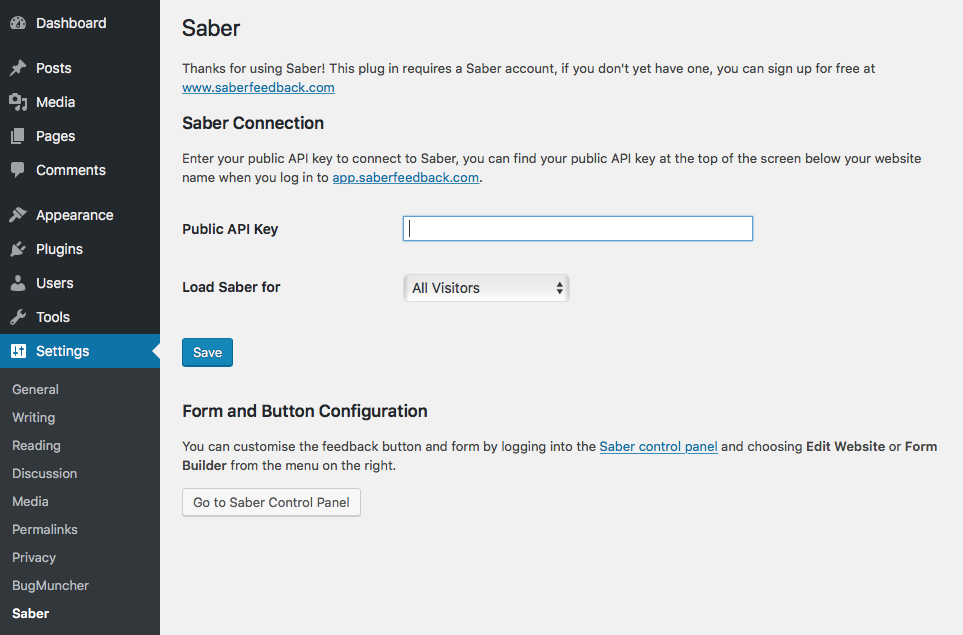 Dashboard
Posts
Media
Pages
Comments
Appearance
Plugins
Users
Tools
Settings
General
Writing
Reading
Discussion
Media
Permalinks
Privacy
BugMuncher
Saber
Saber
Thanks for using Saber! This plug in requires a Saber account, if you don't yet have one, you can sign up for free at
www.saberfeedback.com
Saber Connection
Enter your public API key to connect to Saber, you can find your public API key at the top of the screen below your website
name when you log in to app.saberfeedback.com.
Public API Key
Load Saber for
All Visitors
Save
Form and Button Configuration
You can customise the feedback button and form by logging into the Saber control panel and choosing Edit Website or Form
Builder from the menu on the right.
Go to Saber Control Panel